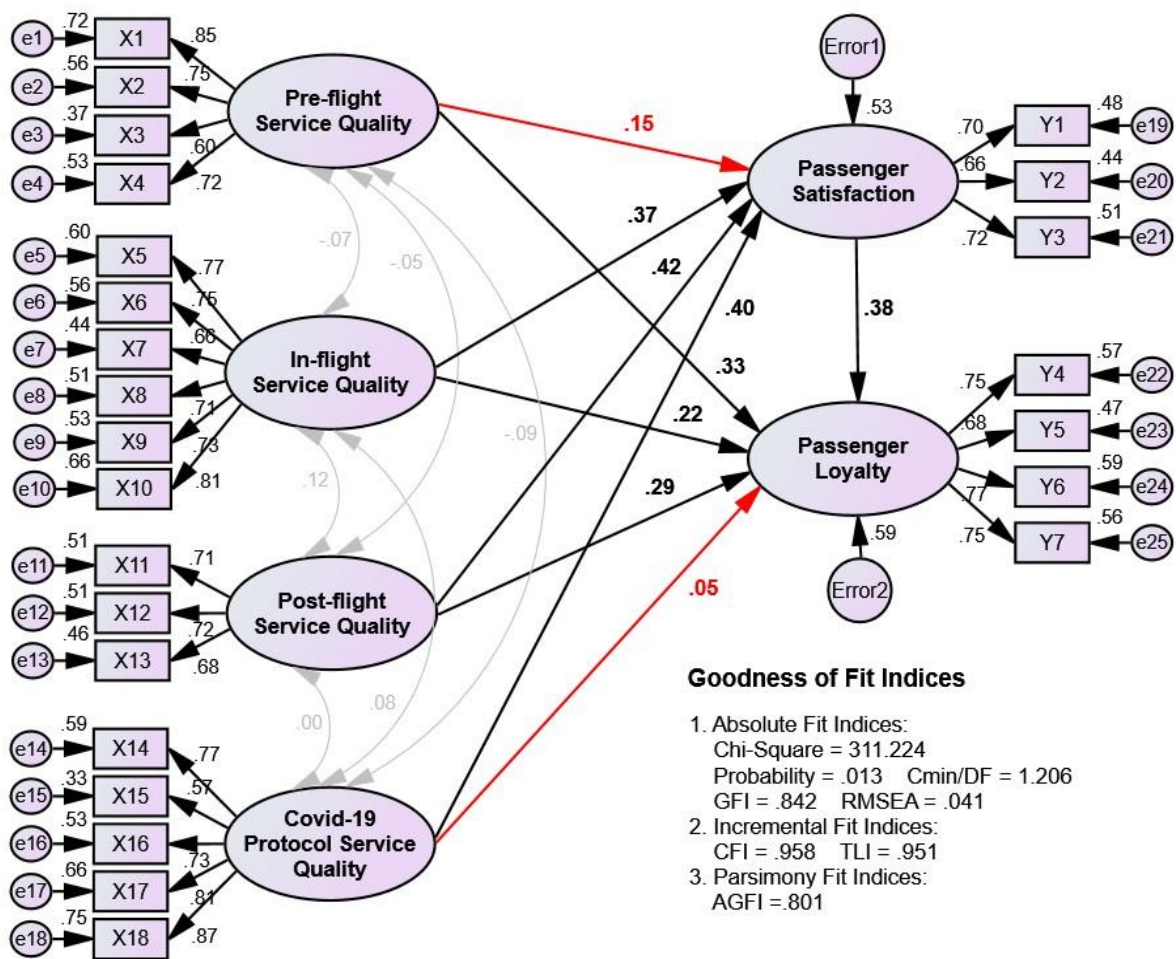 .72
e1
X1
.85
.56
e2
X2
.75
.37
e3
X3
.60
.53
e4
X4
.72
Pre-flight
Service Quality
.60
e5
X5
.77
.56
e6
X6
.75
.44
e7
X7
.66
.51
e8
X8
.71
.53
e9
X9
.73
.66
e10
X10
.81
In-flight
Service Quality
.51
e11
X11
.71
.51
e12
X12
.72
.46
e13
X13
.68
Post-flight
Service Quality
.59
e14
X14
.77
.33
e15
X15
.57
.53
e16
X16
.73
.66
e17
X17
.81
.75
e18
X18
.87
Covid-19
Protocol Service
Quality
-.07
-.05
-.09
.12
.08
.00
.15
.37
.42
.40
.33
.22
.29
.05
.38
Error1
.53
Passenger
Satisfaction
.70
Y1
.48
e19
.66
Y2
.44
e20
.72
Y3
.51
e21
Passenger
Loyalty
.75
Y4
.57
e22
.68
Y5
.47
e23
.77
Y6
.59
e24
.75
Y7
.56
e25
.59
Error2
Goodness of Fit Indices
1. Absolute Fit Indices:
Chi-Square = 311.224
Probability = .013 Cmin/DF = 1.206
GFI = .842 RMSEA = .041
2. Incremental Fit Indices:
CFI = .958 TLI = .951
3. Parsimony Fit Indices:
AGFI =.801